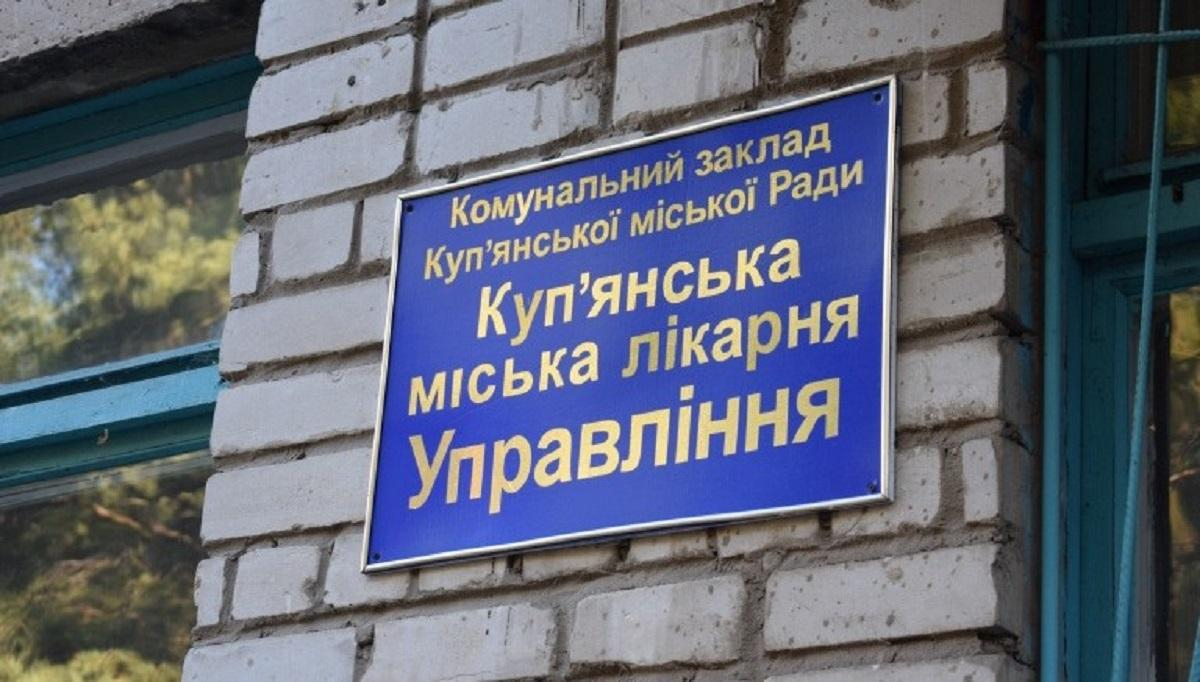 Комунальний заклад
Куп’янської міської Ради
Куп’янська
міська лікарня
Управління